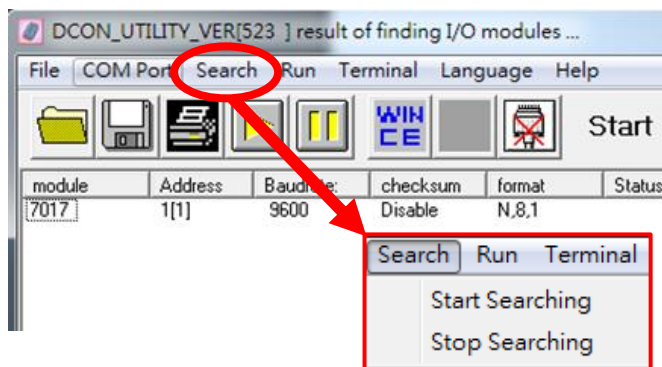 DCON_UTILITY_VER[523 ] result of finding I/O modules ...
File COM Port Search Run Terminal Language Help
WIN CE Start
module Address Baudrate: checksum format Status
7017 1[1] 9600 Disable N,8,1
Search Run Terminal
Start Searching
Stop Searching